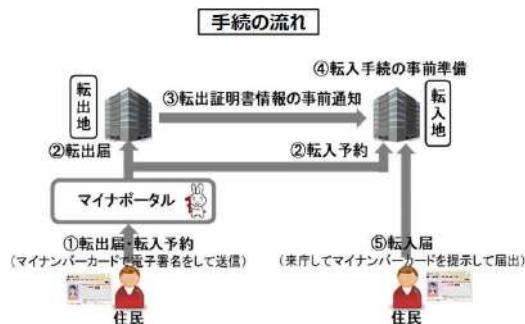 手続の流れ
④転入手続の事前準備
転出地
③転出証明書情報の事前通知
転入地
②転出届
②転入予約
マイナポータル
①転出届・転入予約
(マイナンバーカードで電子署名をして送信)
⑤転入届
(来庁してマイナンバーカードを提示して届出)
住民
住民